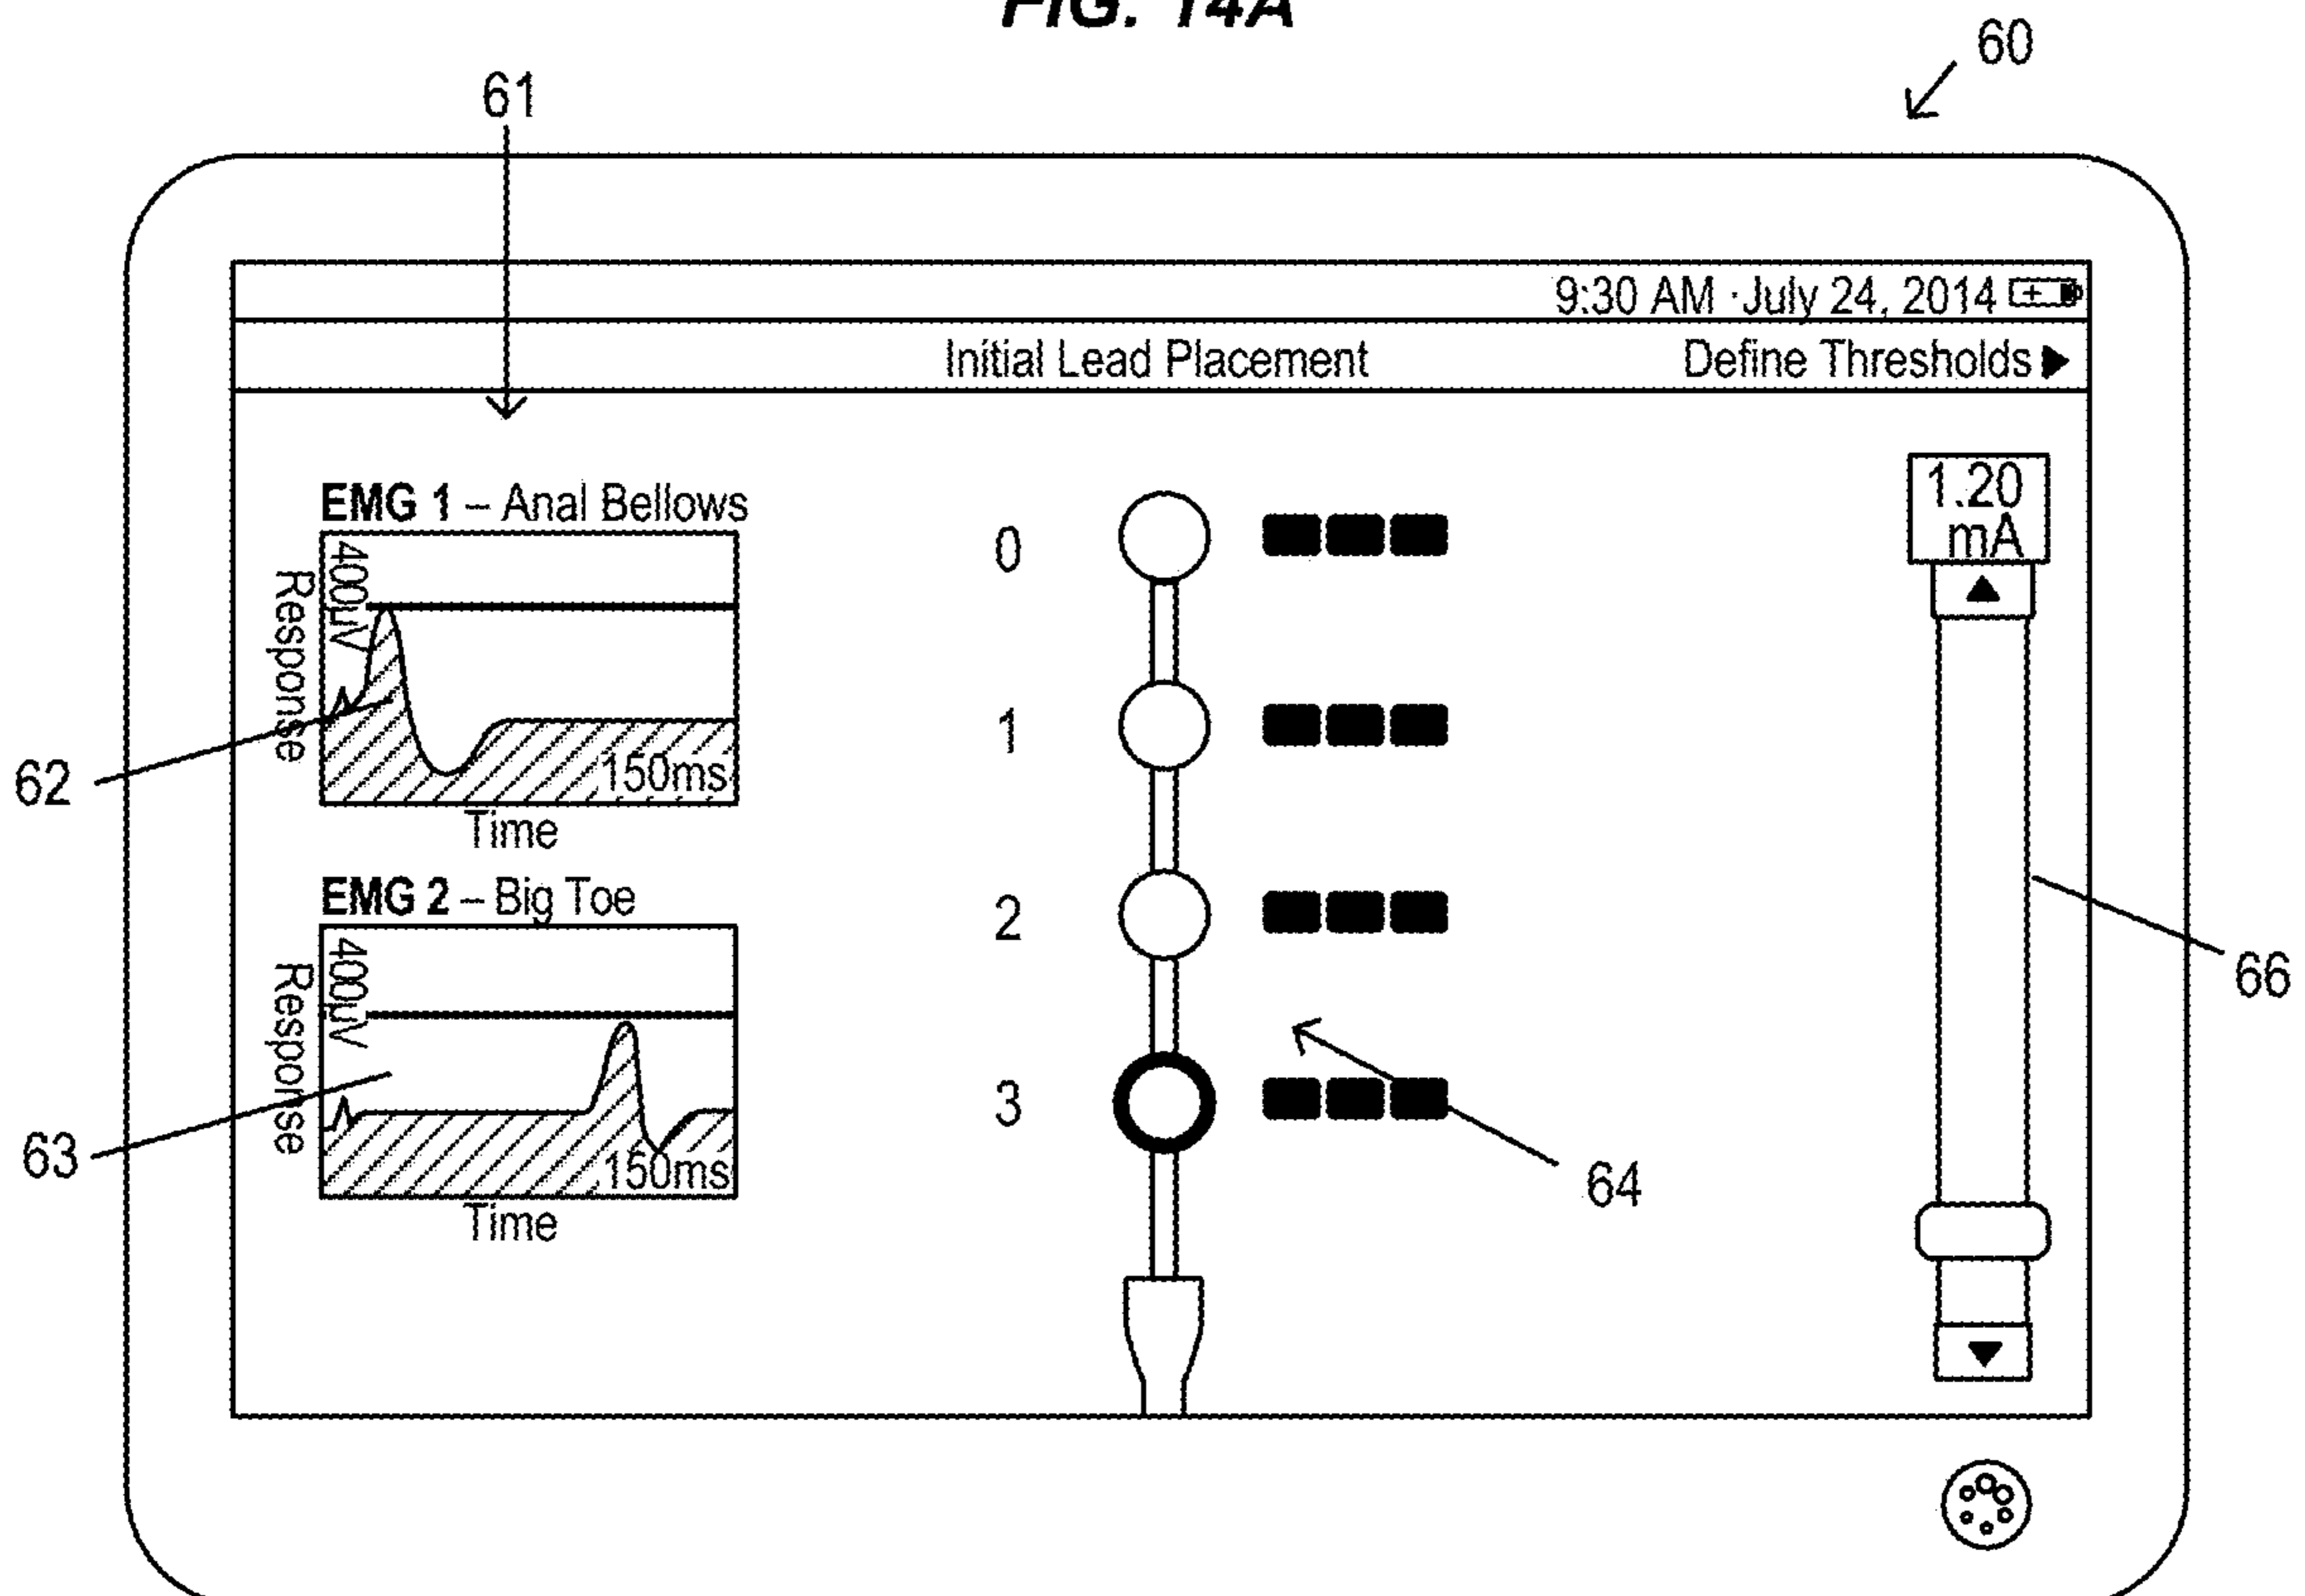 FIG. 14A
60
61
9:30 AM ·July 24, 2014
Initial Lead Placement
Define Thresholds
EMG 1 – Anal Bellows
400µV
Response
150ms
Time
62
EMG 2 – Big Toe
400µV
Response
150ms
Time
63
0
1
2
3
64
1.20
mA
66